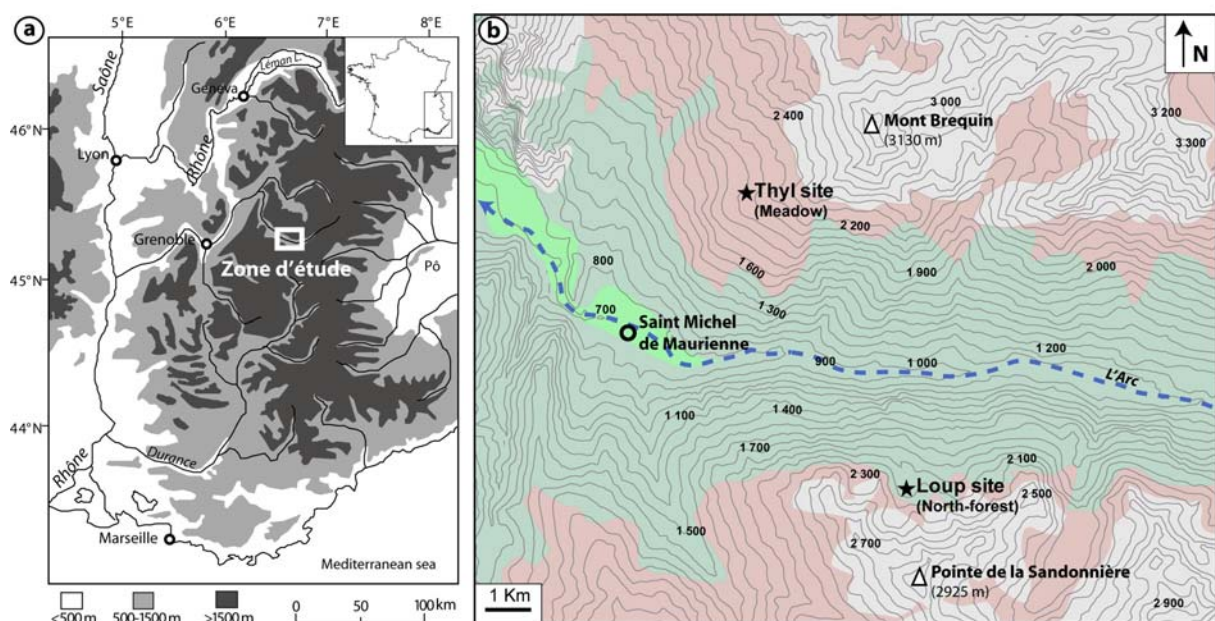 a
5°E
6°E
7°E
8°E
Saône
Léman L.
Geneva
46°N
Lyon
Rhône
Grenoble
Zone d'étude
Pô
45°N
44°N
Durance
Rhône
Marseille
Mediterranean sea
<500 m
500-1500 m
>1500 m
0
50
100 km
b
N
3 000
2 400
Mont Brequin
(3130 m)
3 200
3 300
Thyl site
(Meadow)
2 200
800
1 600
1 900
2 000
700
1 300
Saint Michel
de Maurienne
900
1 000
1 200
L'Arc
1 100
1 400
1 700
2 100
2 300
Loup site
(North-forest)
2 500
1 500
2 700
Pointe de la Sandonnière
(2925 m)
1 Km
2 900